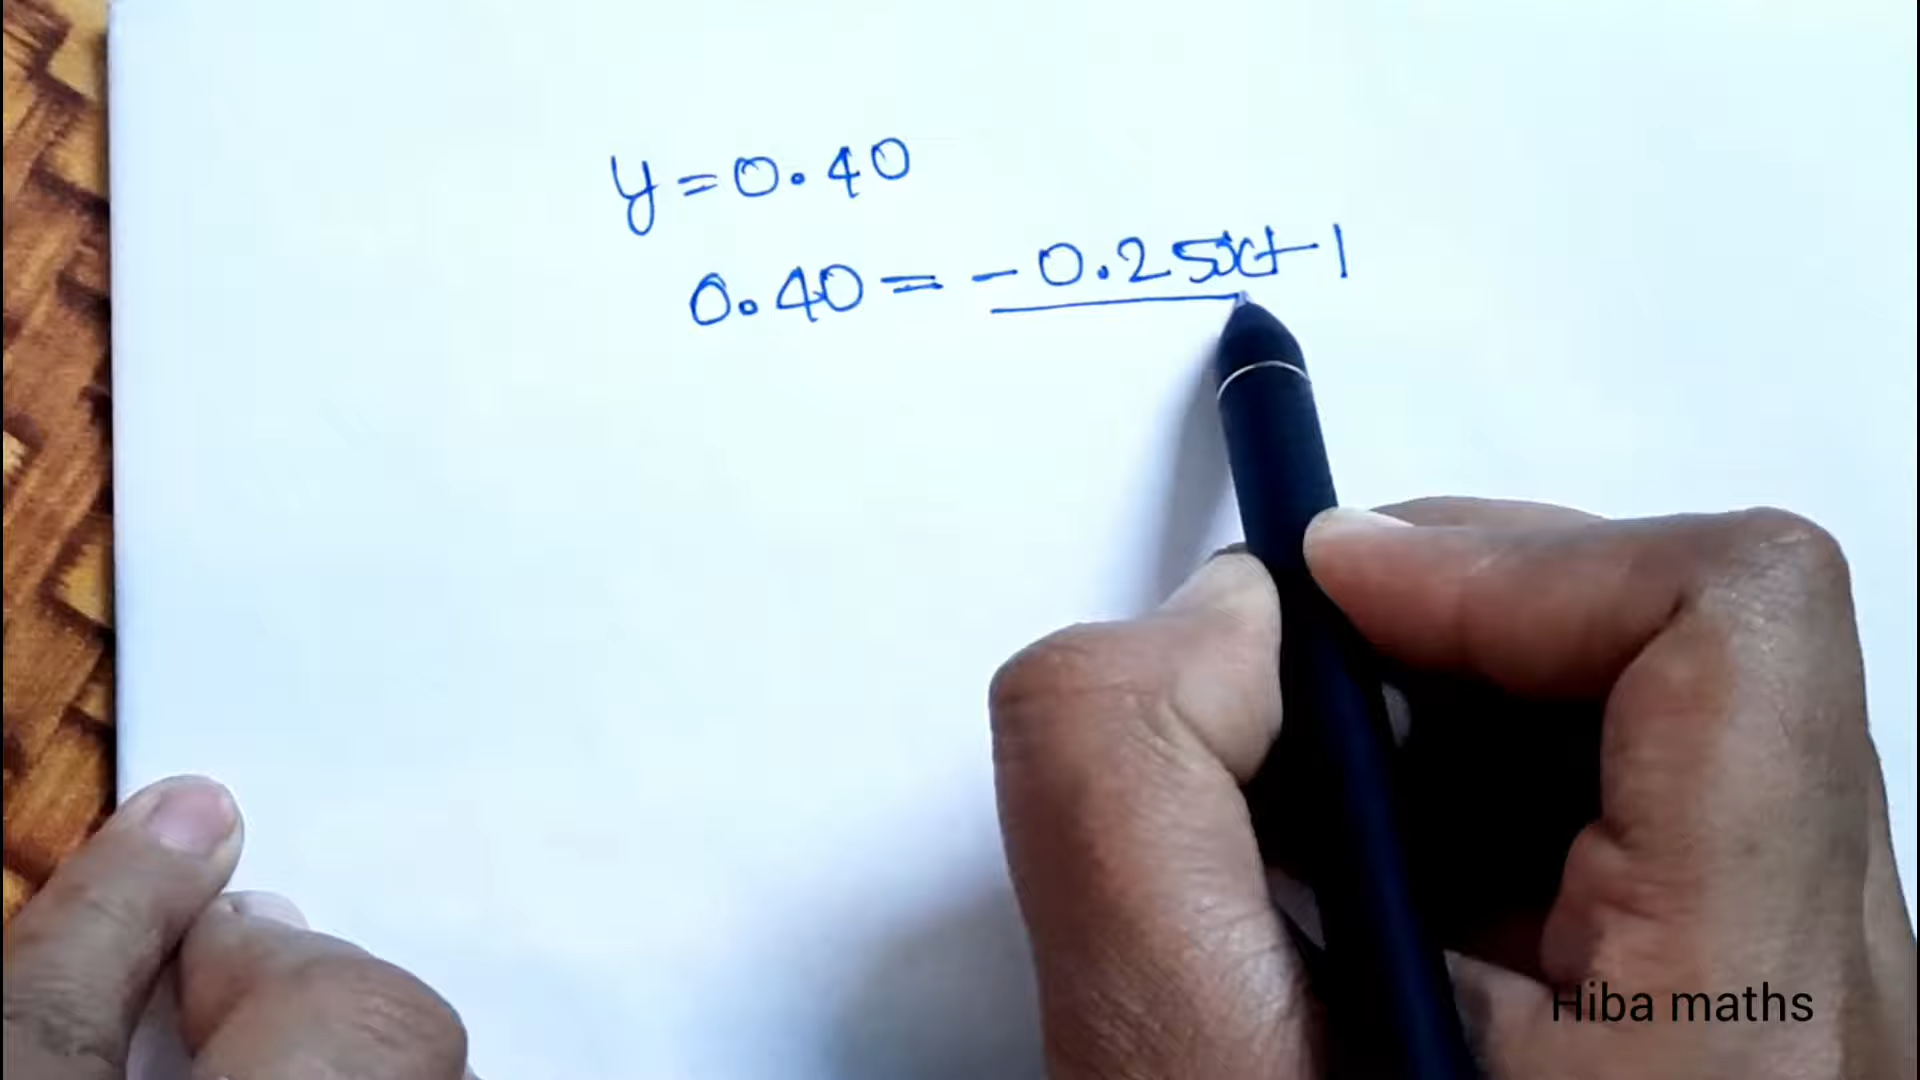 y = 0.40
0.40 = - 0.25x + 1
Hiba maths